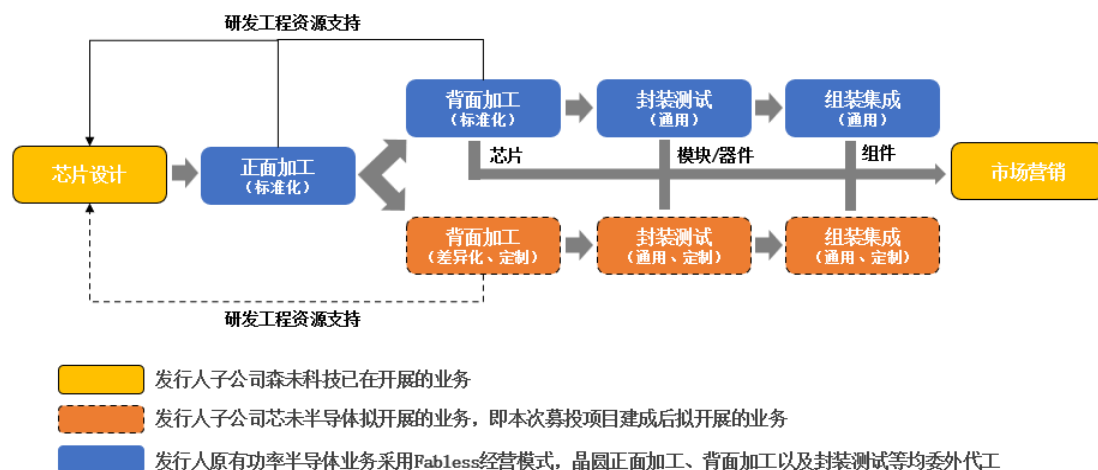 研发工程资源支持
背面加工
（标准化）
封装测试
（通用）
组装集成
（通用）
芯片设计
正面加工
（标准化）
芯片
模块/器件
组件
市场营销
背面加工
（差异化、定制）
封装测试
（通用、定制）
组装集成
（通用、定制）
研发工程资源支持
发行人子公司森未科技已在开展的业务
发行人子公司芯未半导体拟开展的业务，即本次募投项目建成后拟开展的业务
发行人原有功率半导体业务采用Fabless经营模式，晶圆正面加工、背面加工以及封装测试等均委外代工